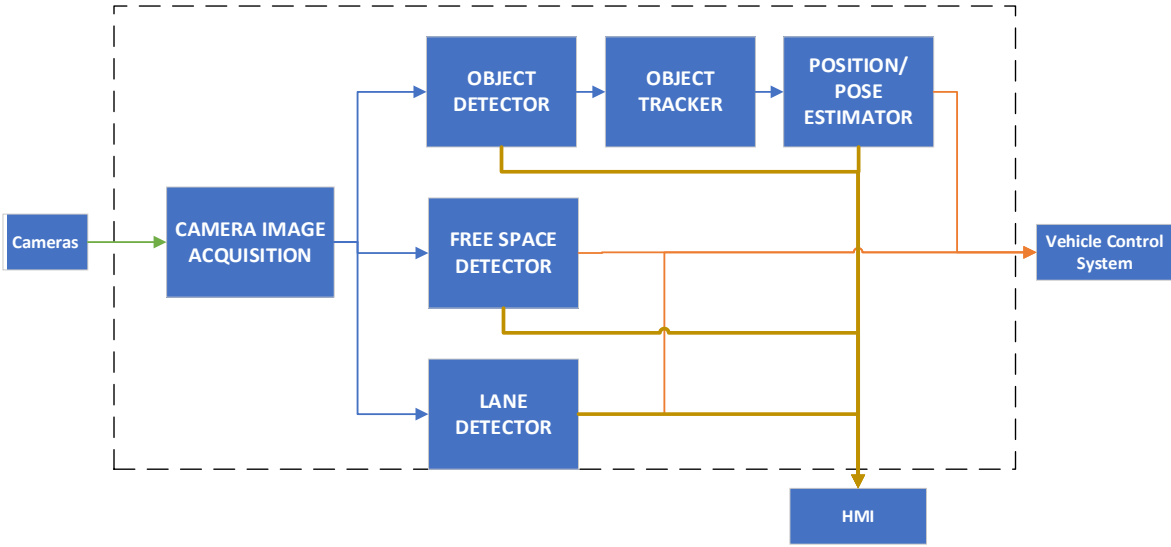 OBJECT
DETECTOR
OBJECT
TRACKER
POSITION/
POSE
ESTIMATOR
Cameras
CAMERA IMAGE
ACQUISITION
FREE SPACE
DETECTOR
Vehicle Control
System
LANE
DETECTOR
HMI